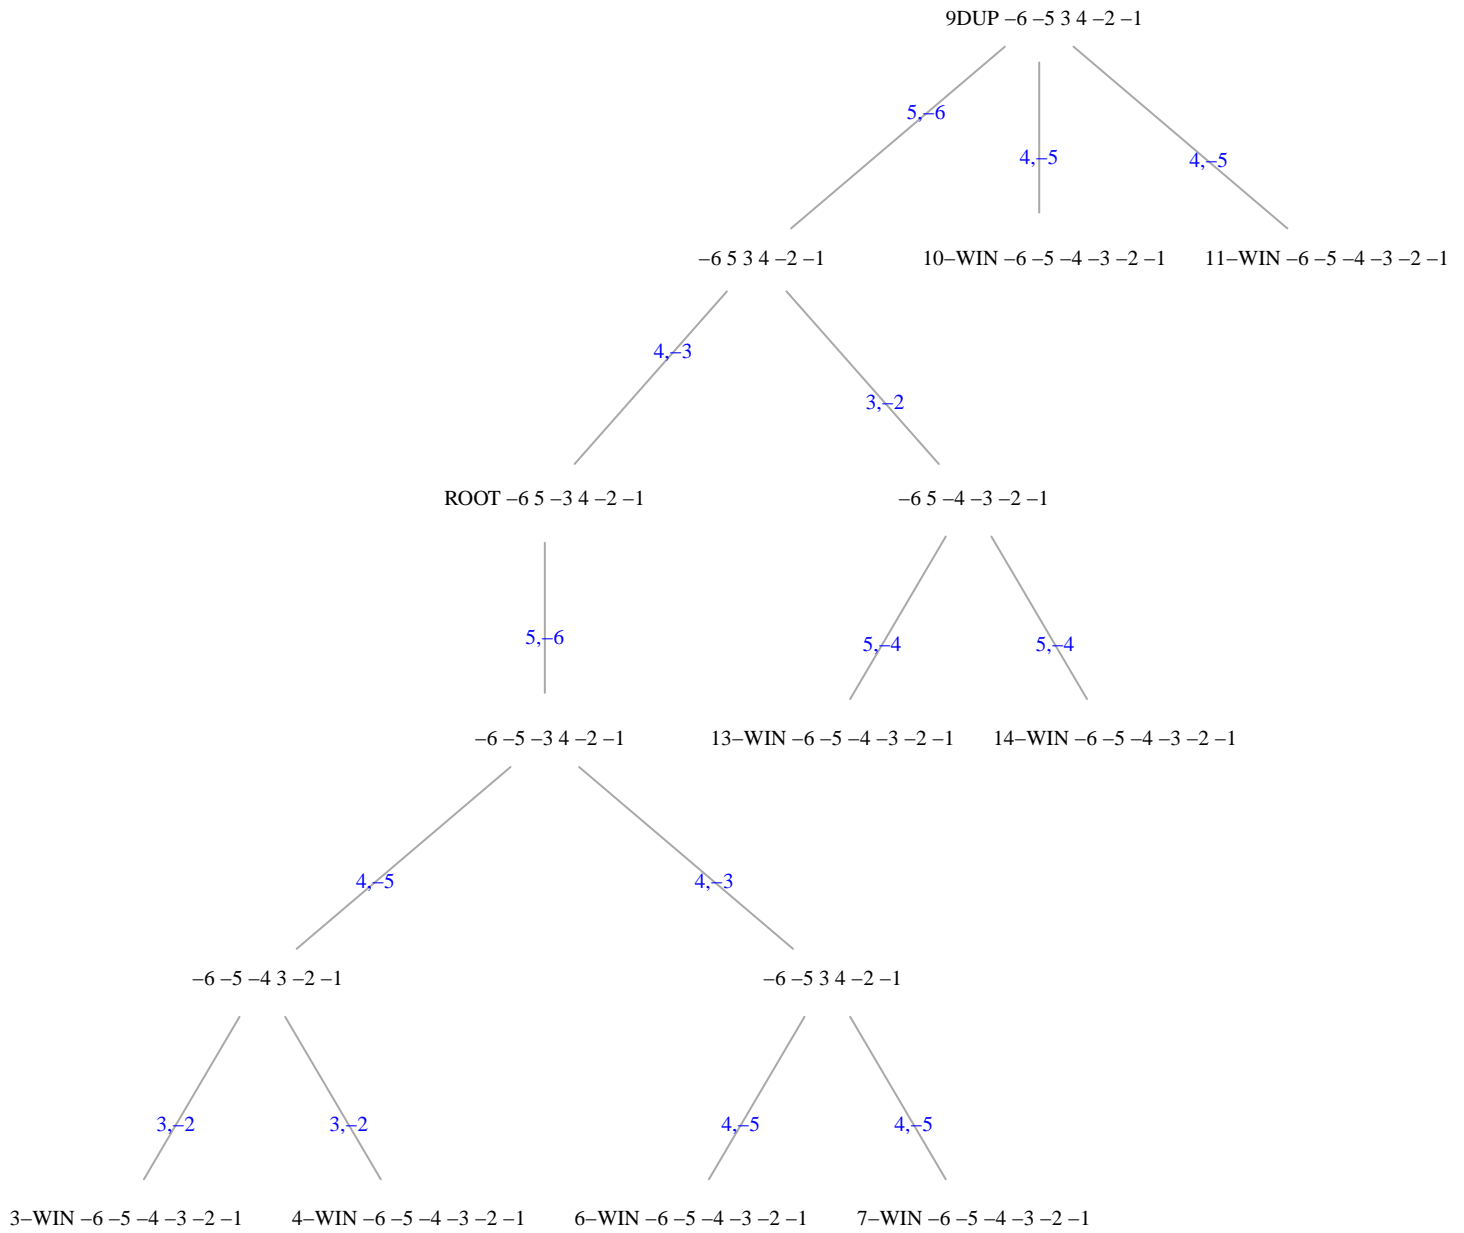 9DUP –6 –5 3 4 –2 –1
5,–6
4,–5
4,–5
–6 5 3 4 –2 –1
10–WIN –6 –5 –4 –3 –2 –1
11–WIN –6 –5 –4 –3 –2 –1
4,–3
3,–2
ROOT –6 5 –3 4 –2 –1
–6 5 –4 –3 –2 –1
5,–6
5,–4
5,–4
–6 –5 –3 4 –2 –1
13–WIN –6 –5 –4 –3 –2 –1
14–WIN –6 –5 –4 –3 –2 –1
4,–5
4,–3
–6 –5 –4 3 –2 –1
–6 –5 3 4 –2 –1
3,–2
3,–2
4,–5
4,–5
3–WIN –6 –5 –4 –3 –2 –1
4–WIN –6 –5 –4 –3 –2 –1
6–WIN –6 –5 –4 –3 –2 –1
7–WIN –6 –5 –4 –3 –2 –1